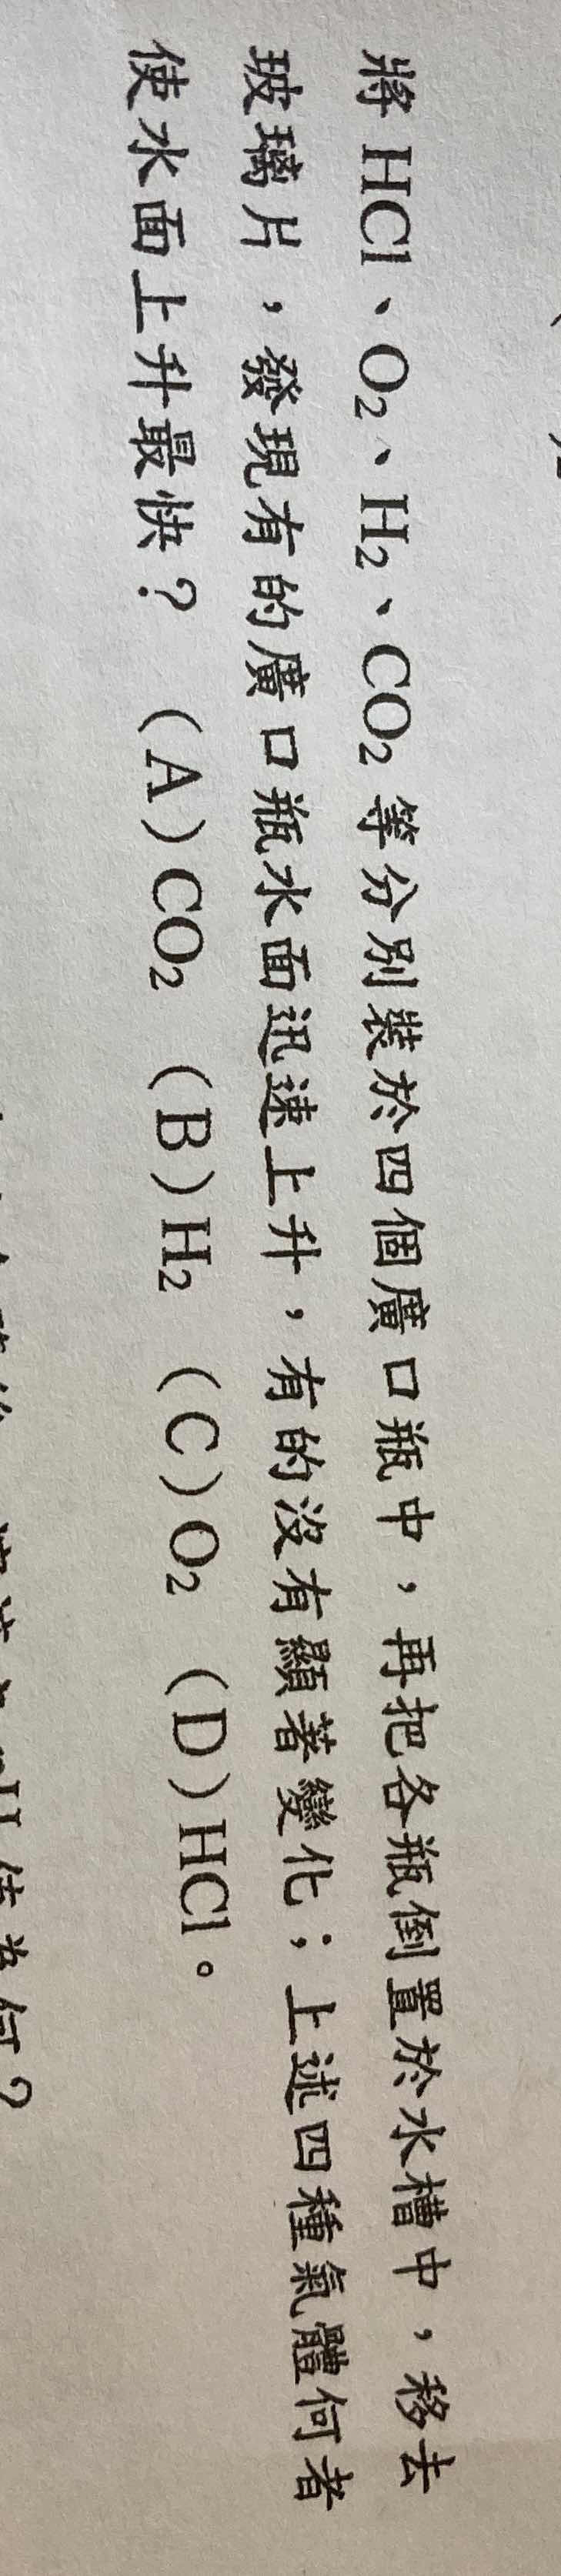 將 HCl、O₂、H₂、CO₂ 等分別裝於四個廣口瓶中，再把各瓶倒置於水槽中，移去
玻璃片，發現有的廣口瓶水面迅速上升，有的沒有顯著變化；上述四種氣體何者
使水面上升最快？ （A）CO₂ （B）H₂ （C）O₂ （D）HCl。
為何？